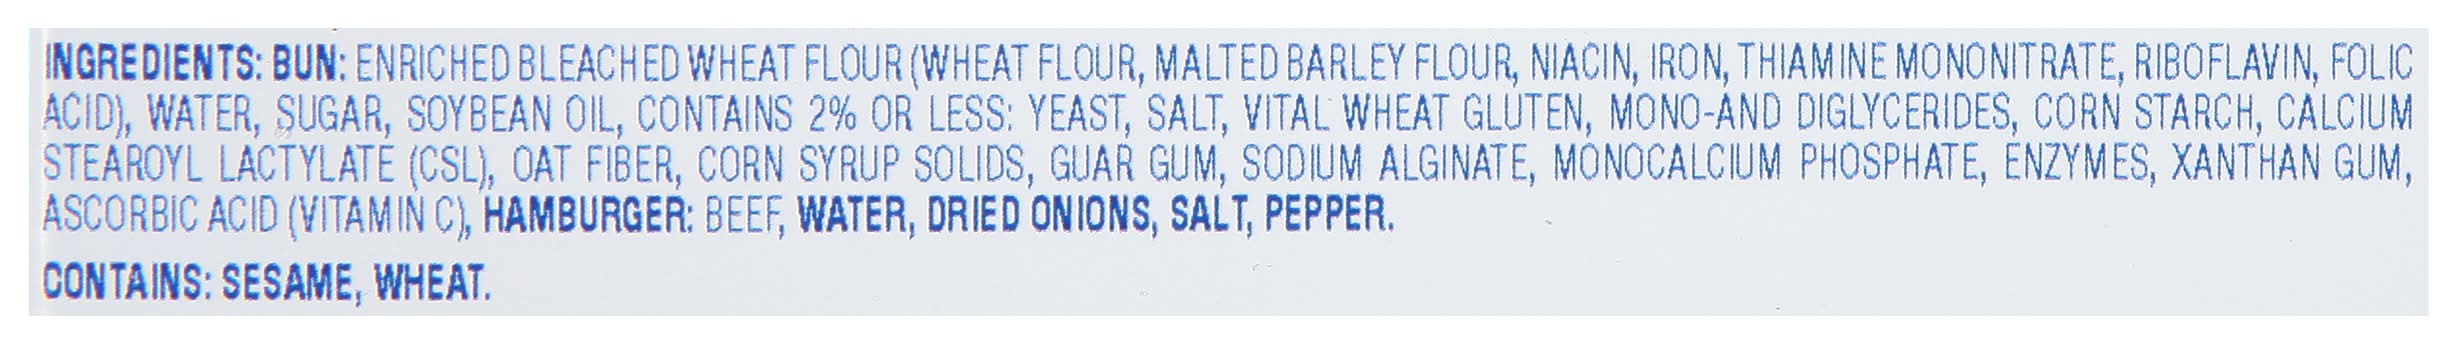 INGREDIENTS: BUN: ENRICHED BLEACHED WHEAT FLOUR (WHEAT FLOUR, MALTED BARLEY FLOUR, NIACIN, IRON, THIAMINE MONONITRATE, RIBOFLAVIN, FOLIC
ACID), WATER, SUGAR, SOYBEAN OIL, CONTAINS 2% OR LESS: YEAST, SALT, VITAL WHEAT GLUTEN, MONO-AND DIGLYCERIDES, CORN STARCH, CALCIUM
STEAROYL LACTYLATE (CSL), OAT FIBER, CORN SYRUP SOLIDS, GUAR GUM, SODIUM ALGINATE, MONOCALCIUM PHOSPHATE, ENZYMES, XANTHAN GUM,
ASCORBIC ACID (VITAMIN C), HAMBURGER: BEEF, WATER, DRIED ONIONS, SALT, PEPPER.
CONTAINS: SESAME, WHEAT.